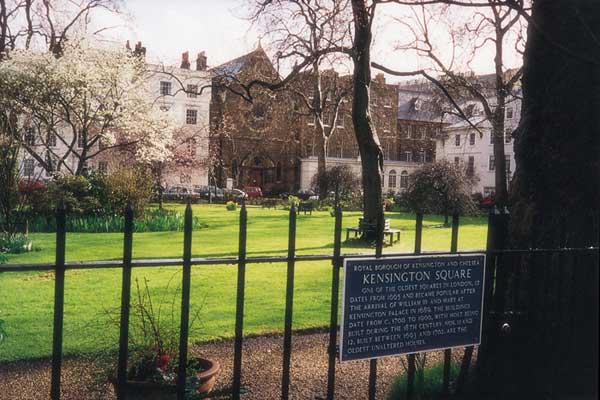 ROYAL BOROUGH OF KENSINGTON AND CHELSEA
KENSINGTON SQUARE
ONE OF THE OLDEST SQUARES IN LONDON, IT
DATES FROM 1685 AND BECAME POPULAR AFTER
THE ARRIVAL OF WILLIAM III AND MARY AT
KENSINGTON PALACE IN 1689. THE BUILDINGS
DATE FROM C. 1700 TO 1900, WITH MOST BEING
BUILT DURING THE 18TH CENTURY. NOS. 11 AND
12, BUILT BETWEEN 1693 AND 1702, ARE THE
OLDEST UNALTERED HOUSES.